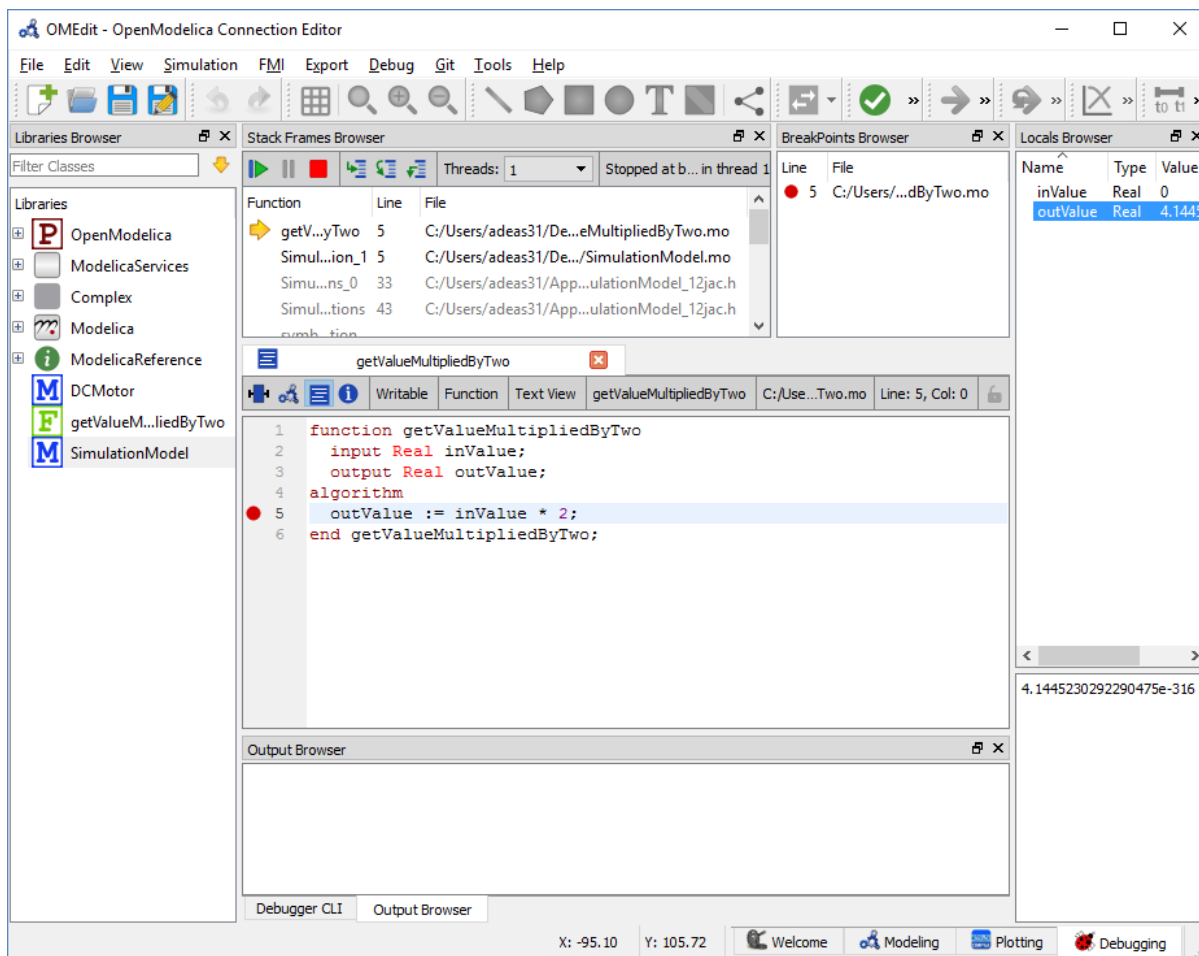 OMEdit - OpenModelica Connection Editor
File Edit View Simulation FMI Export Debug Git Tools Help
T » » » » t0 t1 »
Libraries Browser
Filter Classes
Libraries
P OpenModelica
ModelicaServices
Complex
m Modelica
i ModelicaReference
M DCMotor
F getValueM...liedByTwo
M SimulationModel
Stack Frames Browser
Threads: 1 Stopped at b... in thread 1
Function Line File
getV...yTwo 5 C:/Users/adeas31/De...eMultipliedByTwo.mo
Simul...ion_1 5 C:/Users/adeas31/De.../SimulationModel.mo
Simu...ns_0 33 C:/Users/adeas31/App...ulationModel_12jac.h
Simul...tions 43 C:/Users/adeas31/App...ulationModel_12jac.h
BreakPoints Browser
Line File
5 C:/Users/...dByTwo.mo
Locals Browser
Name Type Value
inValue Real 0
outValue Real 4.1445
4.1445230292290475e-316
getValueMultipliedByTwo
Writable Function Text View getValueMultipliedByTwo C:/Use...Two.mo Line: 5, Col: 0
1 function getValueMultipliedByTwo
2 input Real inValue;
3 output Real outValue;
4 algorithm
5 outValue := inValue * 2;
6 end getValueMultipliedByTwo;
Output Browser
Debugger CLI Output Browser
X: -95.10 Y: 105.72 Welcome Modeling Plotting Debugging